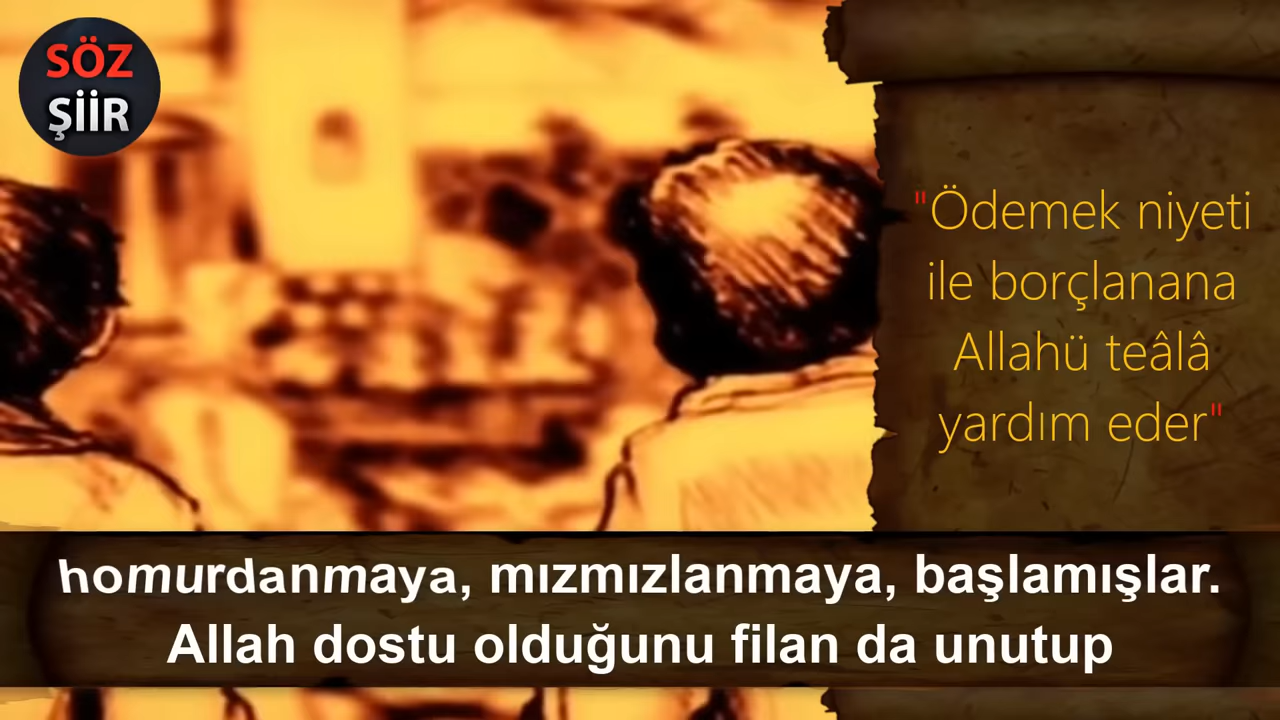 SÖZ
ŞİİR
"Ödemek niyeti
ile borçlanana
Allahü teâlâ
yardım eder"
homurdanmaya, mızmızlanmaya, başlamışlar.
Allah dostu olduğunu filan da unutup